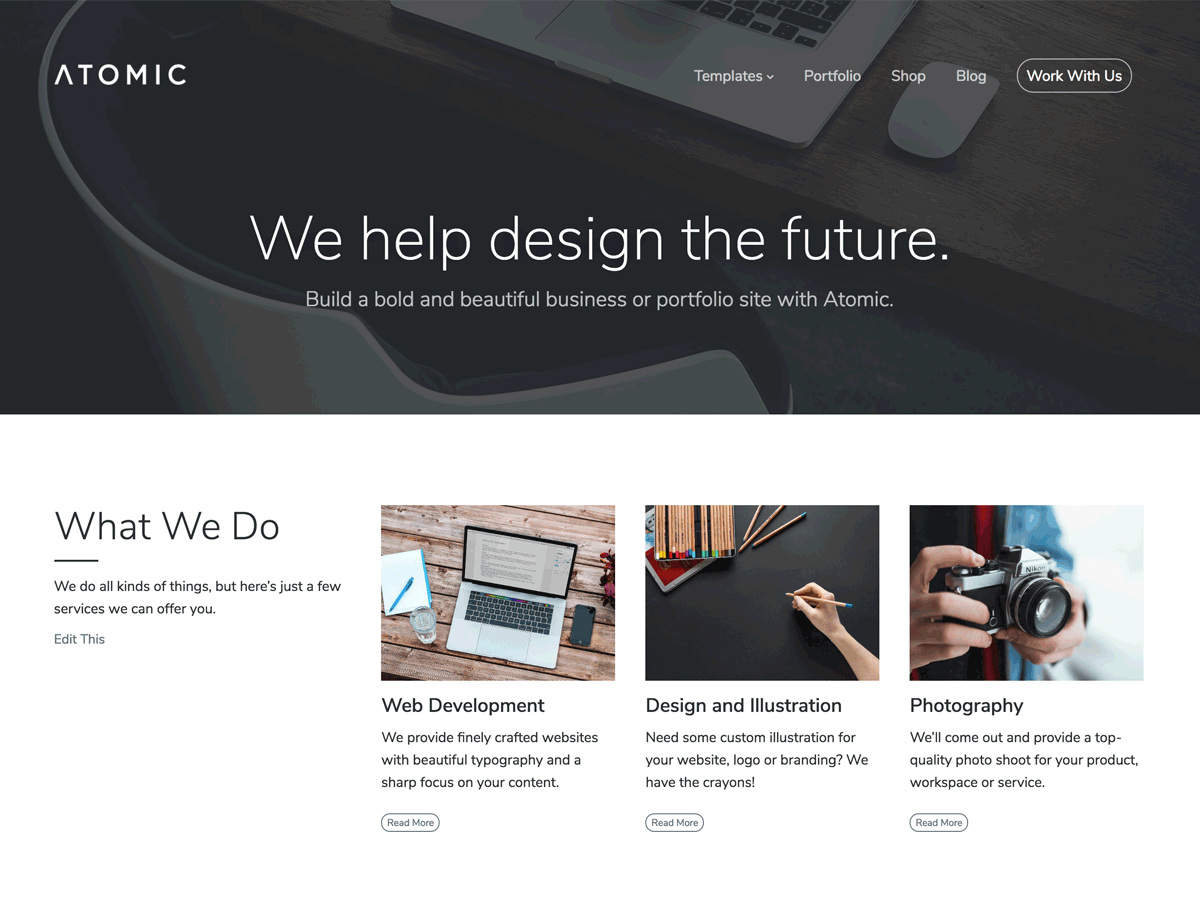 ATOMIC
Templates
Portfolio
Shop
Blog
Work With Us
We help design the future.
Build a bold and beautiful business or portfolio site with Atomic.
What We Do
We do all kinds of things, but here’s just a few
services we can offer you.
Edit This
Web Development
We provide finely crafted websites
with beautiful typography and a
sharp focus on your content.
Read More
Design and Illustration
Need some custom illustration for
your website, logo or branding? We
have the crayons!
Read More
Nikon
Photography
We’ll come out and provide a top-
quality photo shoot for your product,
workspace or service.
Read More